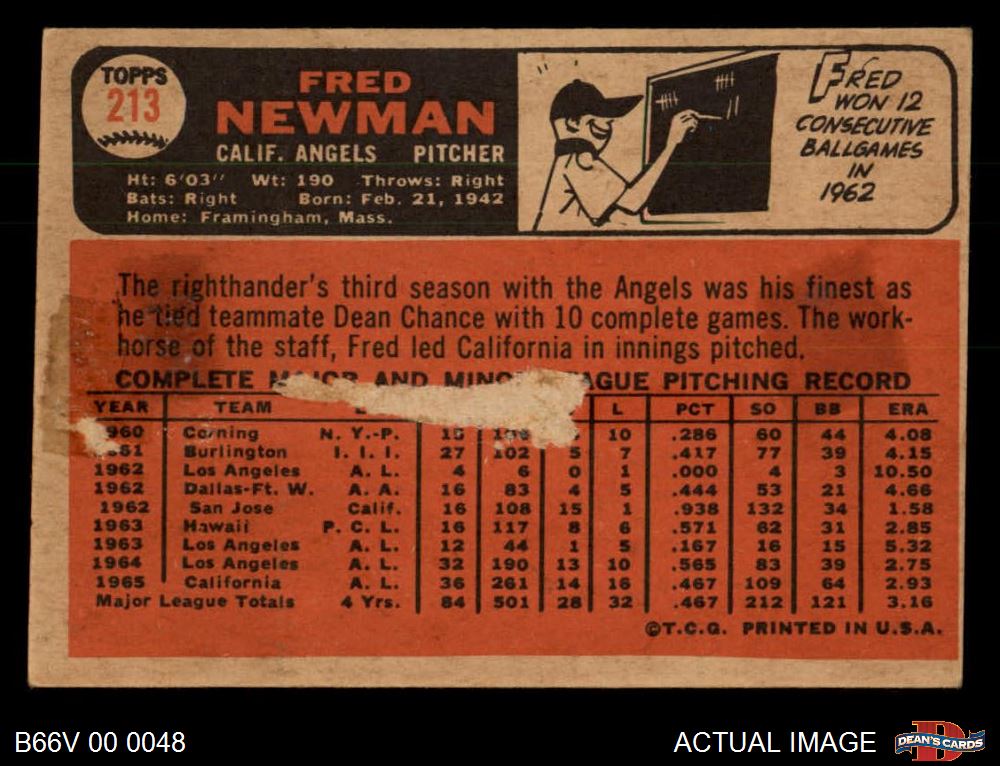 TOPPS
213
FRED
NEWMAN
CALIF. ANGELS PITCHER
Ht: 6'03" Wt: 190 Throws: Right
Bats: Right Born: Feb. 21, 1942
Home: Framingham, Mass.
FRED
WON 12
CONSECUTIVE
BALLGAMES
IN
1962
The righthander's third season with the Angels was his finest as
he tied teammate Dean Chance with 10 complete games. The work-
horse of the staff, Fred led California in innings pitched.
COMPLETE AND PITCHING RECORD
YEAR TEAM L PCT SO BB ERA
Corning N. Y.-P. 10 .286 60 44 4.08
Burlington I. I. I. 27 102 5 7 .417 77 39 4.15
1962 Los Angeles A. L. 4 6 0 1 .000 4 3 10.50
1962 Dallas-Ft. W. A. A. 16 83 4 5 .444 53 21 4.66
1962 San Jose Calif. 16 108 15 1 .938 132 34 1.58
1963 Hawaii P. C. L. 16 117 8 6 .571 62 31 2.85
1963 Los Angeles A. L. 12 44 1 5 .167 16 15 5.32
1964 Los Angeles A. L. 32 190 13 10 .565 83 39 2.75
1965 California A. L. 36 261 14 16 .467 109 64 2.93
Major League Totals 4 Yrs. 84 501 28 32 .467 212 121 3.16
©T.C.G. PRINTED IN U.S.A.
B66V 00 0048
ACTUAL IMAGE
DEAN'S CARDS